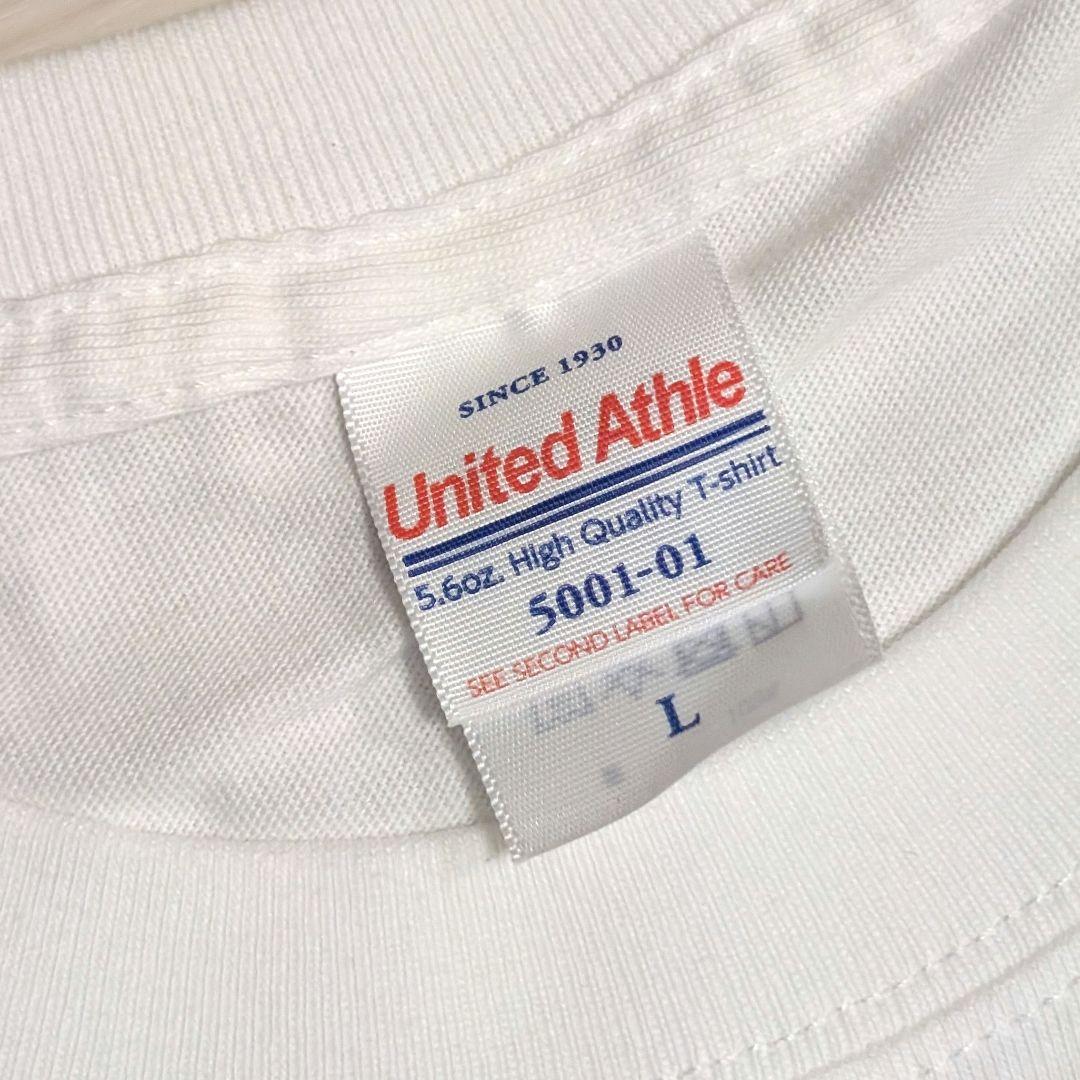 SINCE 1930
United Athle
5.6oz. High Quality T-shirt
5001-01
SEE SECOND LABEL FOR CARE
L